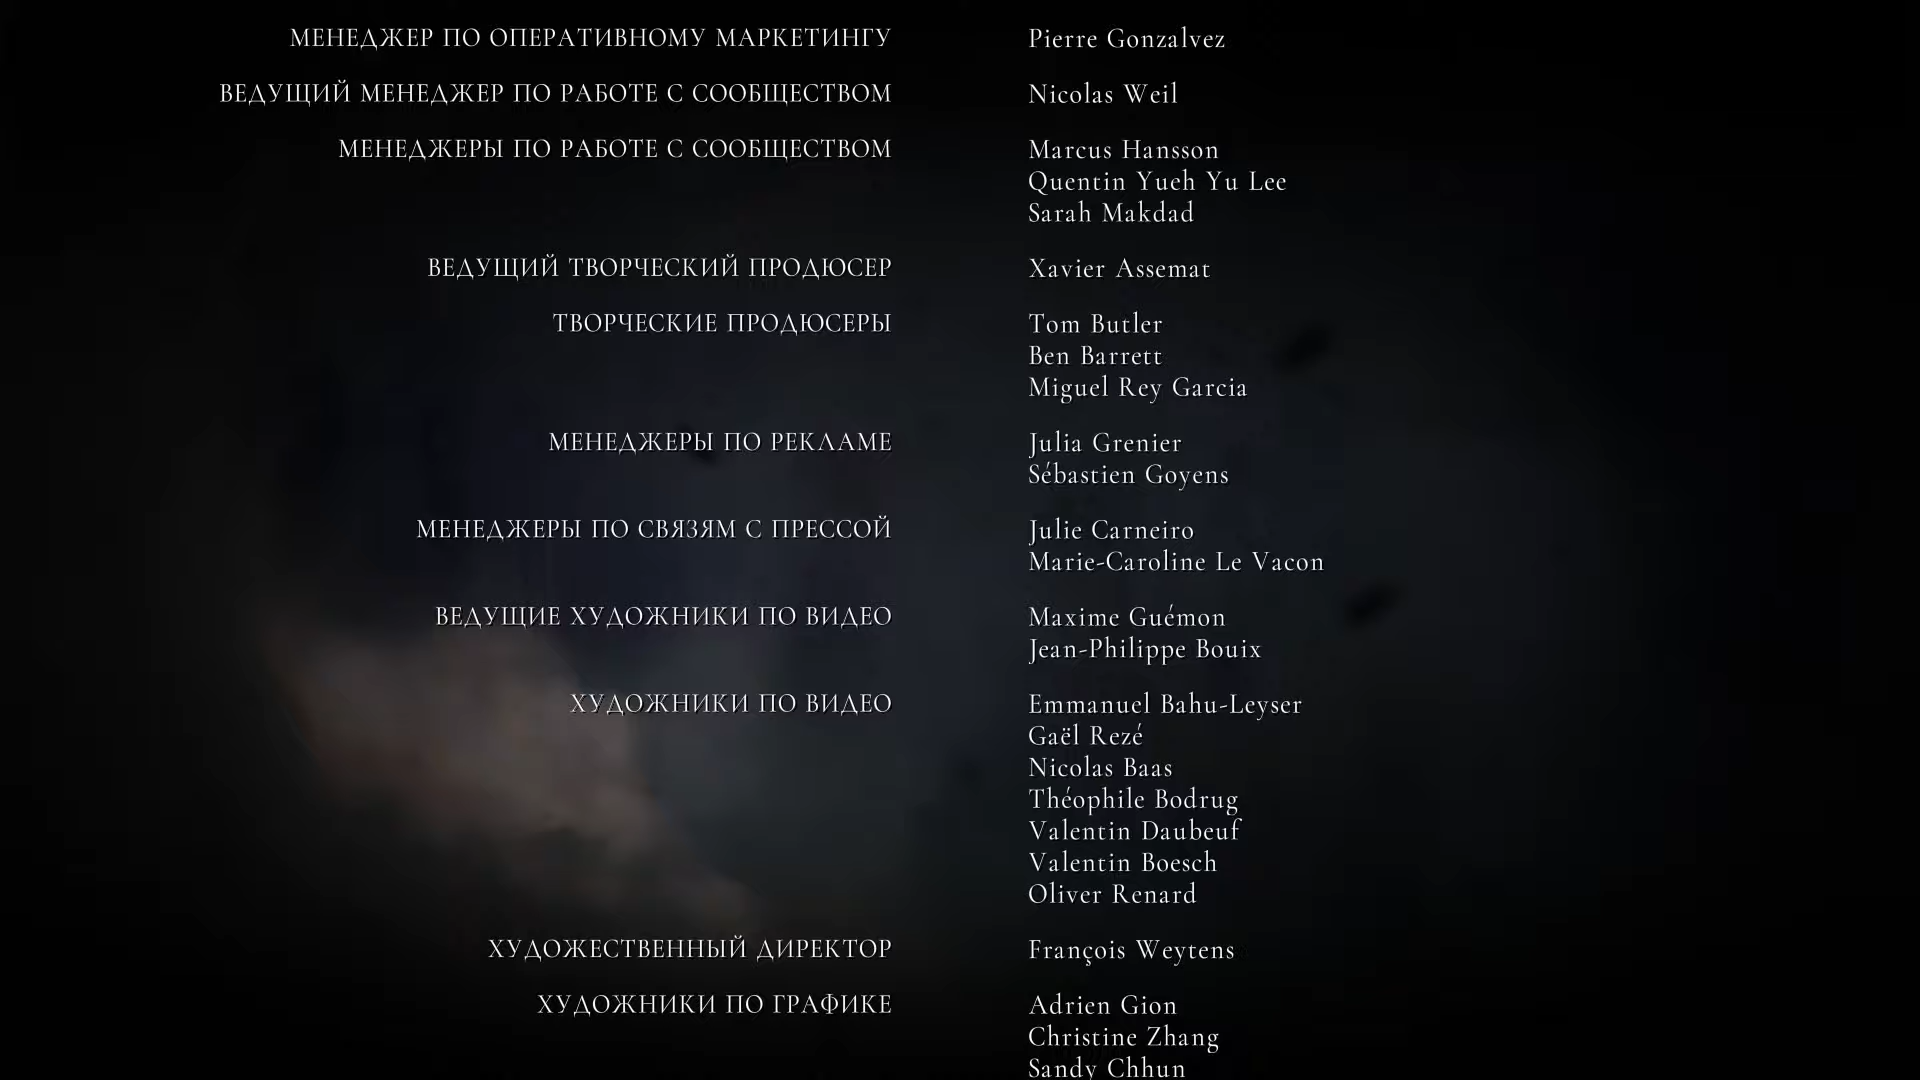 МЕНЕДЖЕР ПО ОПЕРАТИВНОМУ МАРКЕТИНГУ Pierre Gonzalvez
ВЕДУЩИЙ МЕНЕДЖЕР ПО РАБОТЕ С СООБЩЕСТВОМ Nicolas Weil
МЕНЕДЖЕРЫ ПО РАБОТЕ С СООБЩЕСТВОМ Marcus Hansson
Quentin Yueh Yu Lee
Sarah Makdad
ВЕДУЩИЙ ТВОРЧЕСКИЙ ПРОДЮСЕР Xavier Assemat
ТВОРЧЕСКИЕ ПРОДЮСЕРЫ Tom Butler
Ben Barrett
Miguel Rey Garcia
МЕНЕДЖЕРЫ ПО РЕКЛАМЕ Julia Grenier
Sébastien Goyens
МЕНЕДЖЕРЫ ПО СВЯЗЯМ С ПРЕССОЙ Julie Carneiro
Marie-Caroline Le Vacon
ВЕДУЩИЕ ХУДОЖНИКИ ПО ВИДЕО Maxime Guémon
Jean-Philippe Bouix
ХУДОЖНИКИ ПО ВИДЕО Emmanuel Bahu-Leyser
Gaël Rezé
Nicolas Baas
Théophile Bodrug
Valentin Daubeuf
Valentin Boesch
Oliver Renard
ХУДОЖЕСТВЕННЫЙ ДИРЕКТОР François Weytens
ХУДОЖНИКИ ПО ГРАФИКЕ Adrien Gion
Christine Zhang
Sandy Chhun